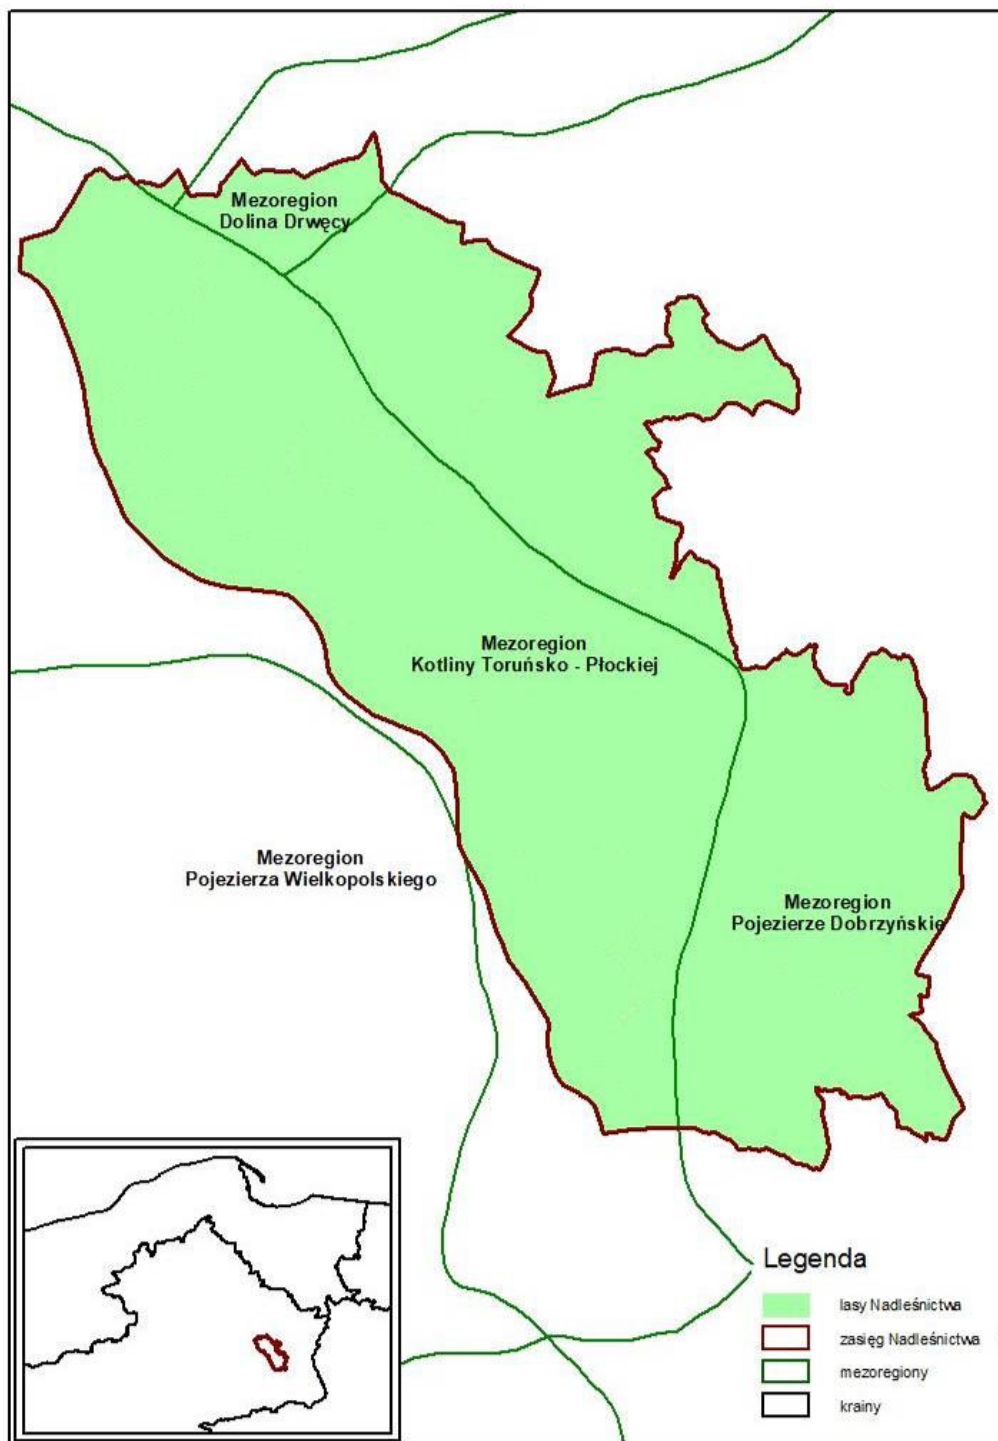 Mezoregion
Dolina Drwęcy
Mezoregion
Kotliny Toruńsko - Płockiej
Mezoregion
Pojezierza Wielkopolskiego
Mezoregion
Pojezierze Dobrzyńskie
Legenda
lasy Nadleśnictwa
zasięg Nadleśnictwa
mezoregiony
krainy